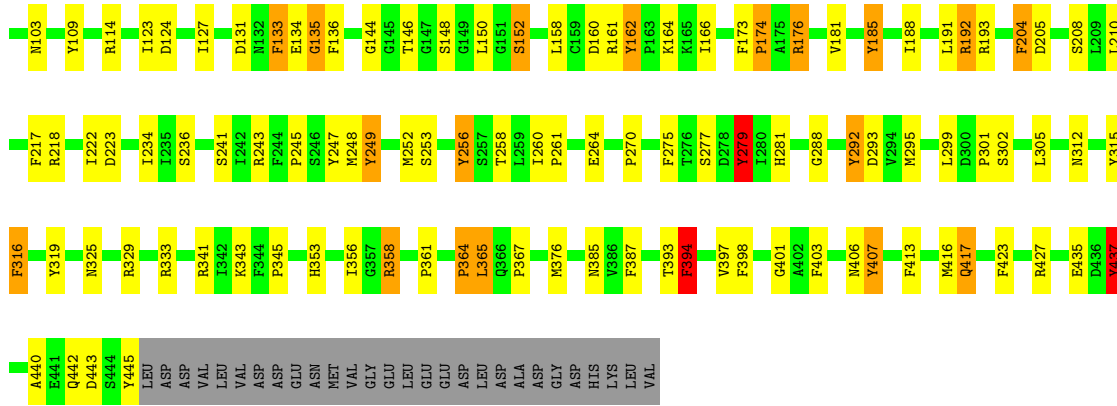 N103 Y109 R114 I123 D124 I127 D131 N132 F133 E134 G135 F136 G144 G145 T146 G147 S148 G149 L150 G151 S152 L158 C159 D160 R161 Y162 P163 K164 K165 I166 F173 P174 A175 R176 V181 Y185 I188 L191 R192 R193 F204 D205 S208 L209 L210
F217 R218 I222 D223 I234 I235 S236 S241 I242 R243 F244 P245 S246 Y247 M248 Y249 M252 S253 Y256 S257 T258 L259 I260 P261 E264 P270 F275 T276 S277 D278 Y279 I280 H281 G288 Y292 D293 V294 M295 L299 D300 P301 S302 L305 N312 Y315
F316 Y319 N325 R329 R333 R341 I342 K343 F344 P345 H353 I356 G357 R358 P361 P364 L365 Q366 P367 M376 N385 V386 F387 T393 F394 V397 F398 G401 A402 F403 N406 Y407 F413 M416 Q417 F423 R427 E435 D436 Y437
A440 E441 Q442 D443 S444 Y445 LEU ASP ASP VAL LEU VAL ASP ASP GLU ASN MET VAL GLY GLU LEU GLU GLU ASP LEU ASP ALA ASP GLY ASP HIS LYS LEU VAL